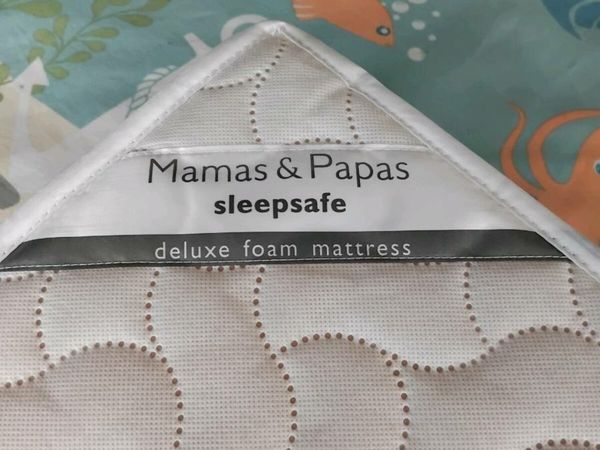 Mamas & Papas
sleepsafe
deluxe foam mattress